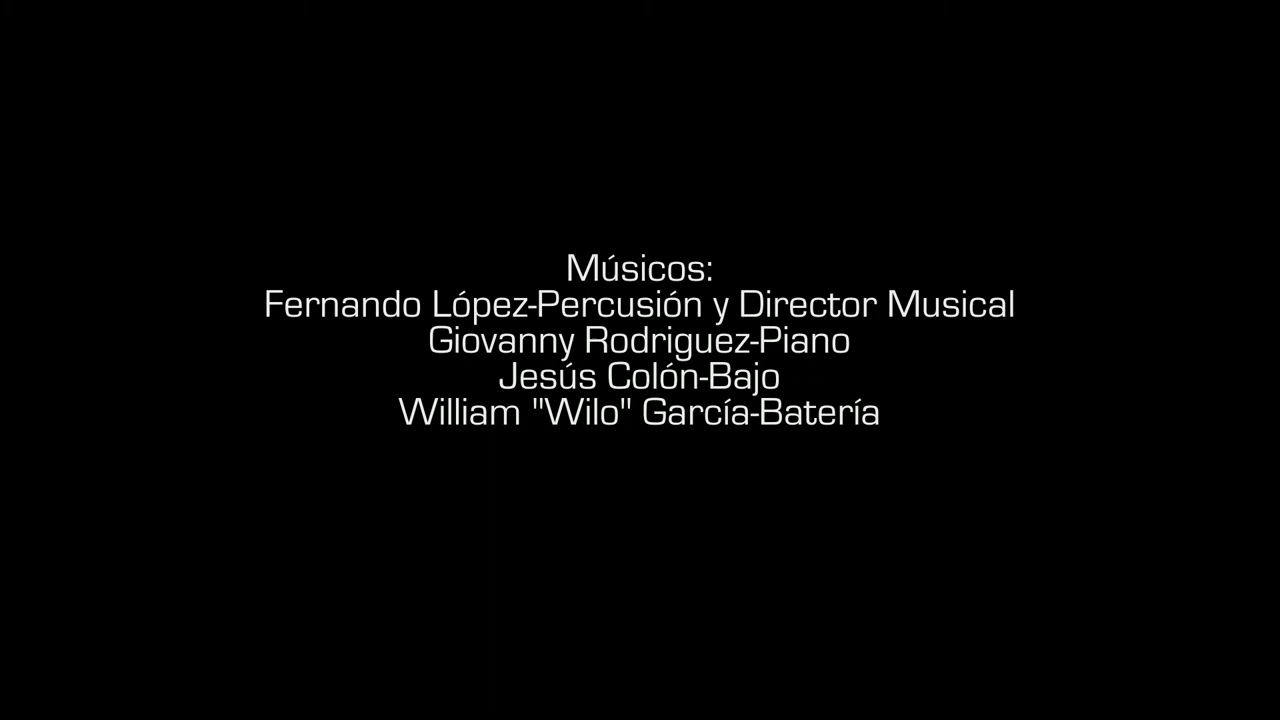 Músicos:
Fernando López-Percusión y Director Musical
Giovanny Rodriguez-Piano
Jesús Colón-Bajo
William "Wilo" García-Batería